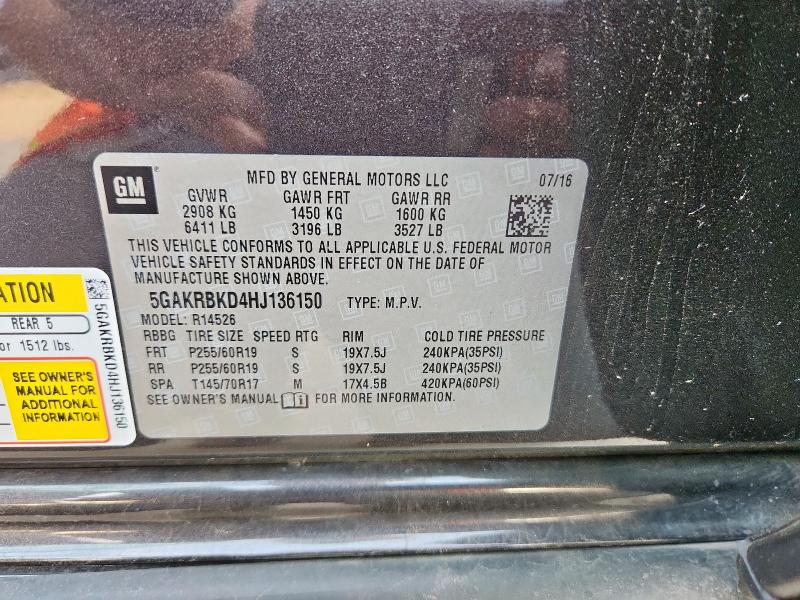 GM
MFD BY GENERAL MOTORS LLC 07/16
GVWR GAWR FRT GAWR RR
2908 KG 1450 KG 1600 KG
6411 LB 3196 LB 3527 LB
THIS VEHICLE CONFORMS TO ALL APPLICABLE U.S. FEDERAL MOTOR
VEHICLE SAFETY STANDARDS IN EFFECT ON THE DATE OF
MANUFACTURE SHOWN ABOVE.
5GAKRBKD4HJ136150 TYPE: M.P.V.
MODEL: R14526
RBBG TIRE SIZE SPEED RTG RIM COLD TIRE PRESSURE
FRT P255/60R19 S 19X7.5J 240KPA(35PSI)
RR P255/60R19 S 19X7.5J 240KPA(35PSI)
SPA T145/70R17 M 17X4.5B 420KPA(60PSI)
SEE OWNER'S MANUAL FOR MORE INFORMATION.
ATION
REAR 5
or 1512 lbs.
SEE OWNER'S
MANUAL FOR
ADDITIONAL
INFORMATION
5GAKRBKD4HJ136150